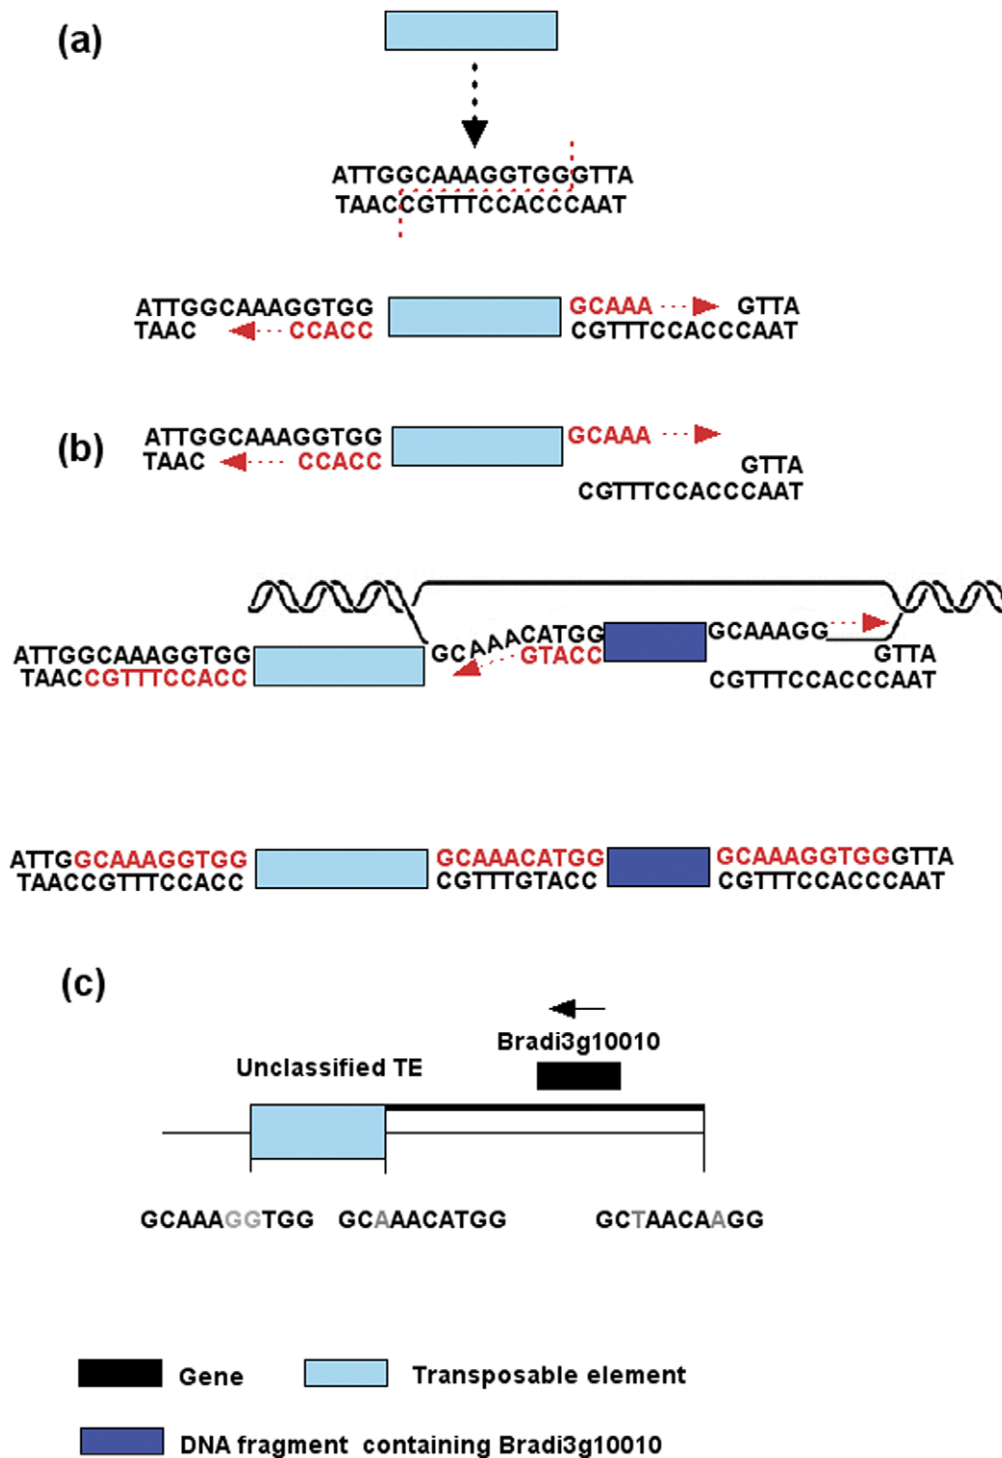 (a)
ATTGGCAAAGGTGGGTTA
TAACCGTTTCCACCCAAT
ATTGGCAAAGGTGG GCAAA GTTA
TAAC CCACC CGTTTCCACCCAAT
(b)
ATTGGCAAAGGTGG GCAAA
TAAC CCACC GTTA
CGTTTCCACCCAAT
GCAAACATGG GCAAAGG
ATTGGCAAAGGTGG GTACC GTTA
TAACCGTTTCCACC CGTTTCCACCCAAT
ATTGGCAAAGGTGG GCAAACATGG GCAAAGGTGGGTTA
TAACCGTTTCCACC CGTTTGTACC CGTTTCCACCCAAT
(c)
Bradi3g10010
Unclassified TE
GCAAAGGTGG GCAAACATGG GCTAACAAGG
Gene Transposable element
DNA fragment containing Bradi3g10010